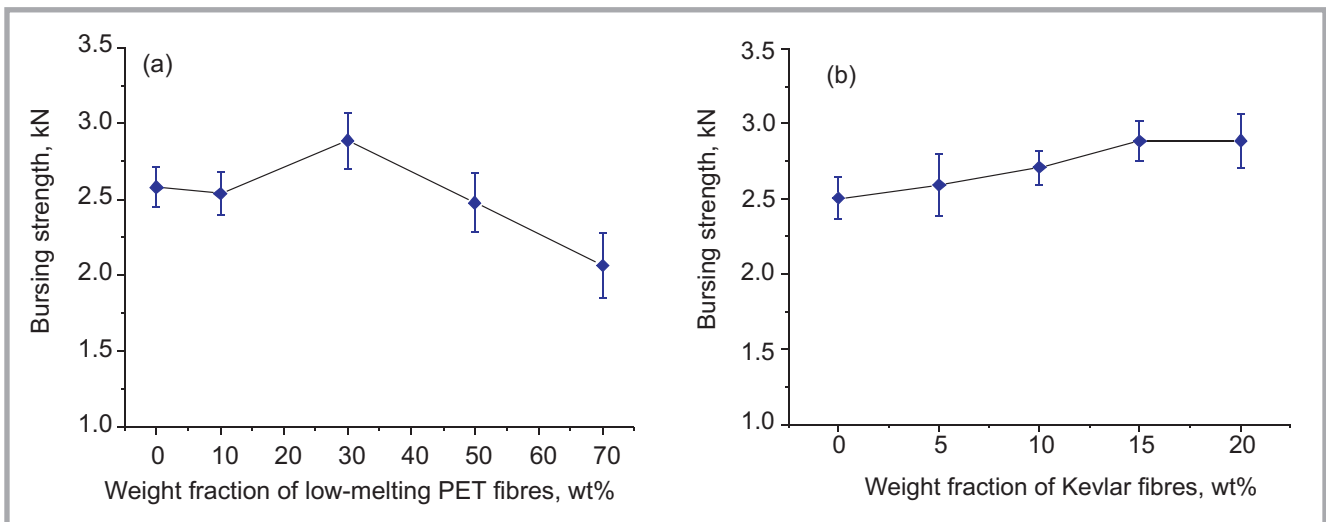 (a)
Bursing strength, kN
3.5
3.0
2.5
2.0
1.5
1.0
0 10 20 30 40 50 60 70
Weight fraction of low-melting PET fibres, wt%
(b)
Bursing strength, kN
3.5
3.0
2.5
2.0
1.5
1.0
0 5 10 15 20
Weight fraction of Kevlar fibres, wt%